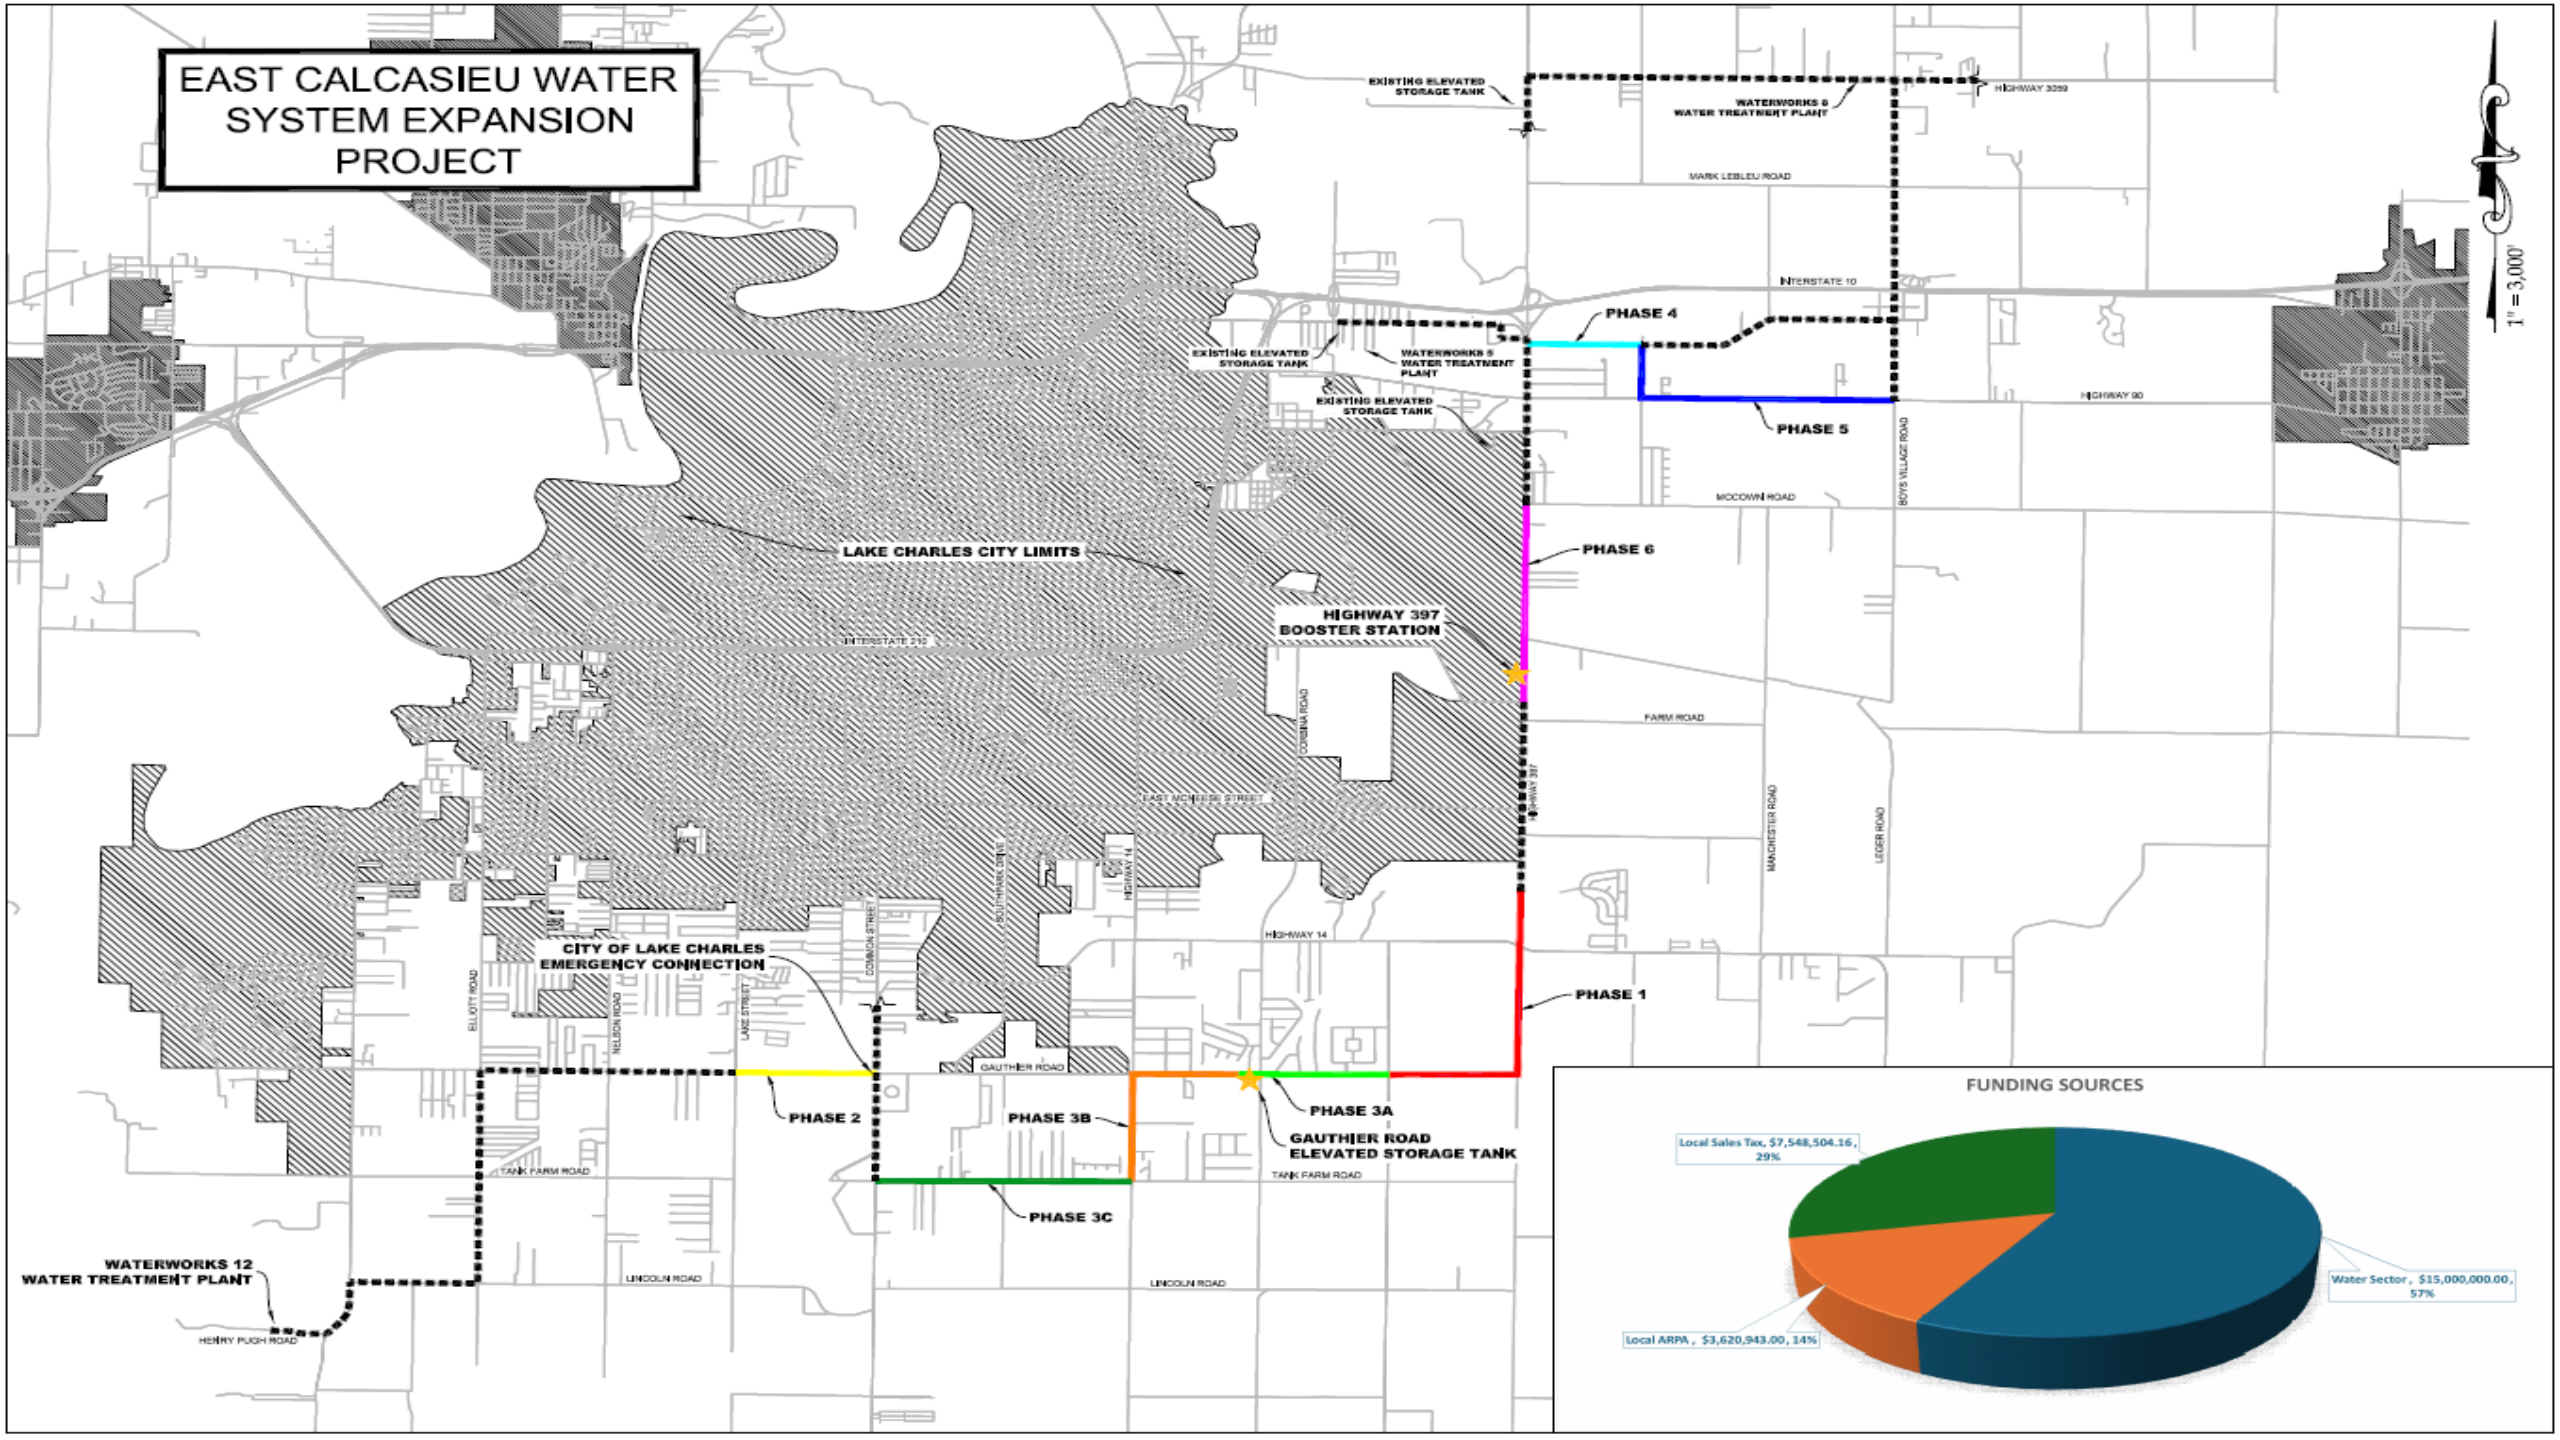 EAST CALCASIEU WATER
SYSTEM EXPANSION
PROJECT
EXISTING ELEVATED
STORAGE TANK
HIGHWAY 3059
WATER TREATMENT PLANT
MARK LEBLEU ROAD
1" = 3,000'
INTERSTATE 10
PHASE 4
EXISTING ELEVATED
STORAGE TANK
WATERWORKS 5
WATER TREATMENT
PLANT
EXISTING ELEVATED
STORAGE TANK
HIGHWAY 90
PHASE 5
BOYS VILLAGE ROAD
MCCOWN ROAD
LAKE CHARLES CITY LIMITS
PHASE 6
HIGHWAY 397
BOOSTER STATION
INTERSTATE 210
CORBINA ROAD
FARM ROAD
HIGHWAY 397
EAST MCNEESE STREET
MANCHESTER ROAD
LEGER ROAD
SOUTHPARK DRIVE
HIGHWAY 14
COMMON STREET
HIGHWAY 14
CITY OF LAKE CHARLES
EMERGENCY CONNECTION
ELLIOTT ROAD
NELSON ROAD
LAKE STREET
PHASE 1
GAUTHIER ROAD
PHASE 2
PHASE 3B
PHASE 3A
GAUTHIER ROAD
ELEVATED STORAGE TANK
TANK FARM ROAD
TANK FARM ROAD
PHASE 3C
WATERWORKS 12
WATER TREATMENT PLANT
LINCOLN ROAD
LINCOLN ROAD
HENRY PUGH ROAD
FUNDING SOURCES
Local Sales Tax, $7,548,504.16,
29%
Water Sector , $15,000,000.00,
57%
Local ARPA , $3,620,943.00, 14%